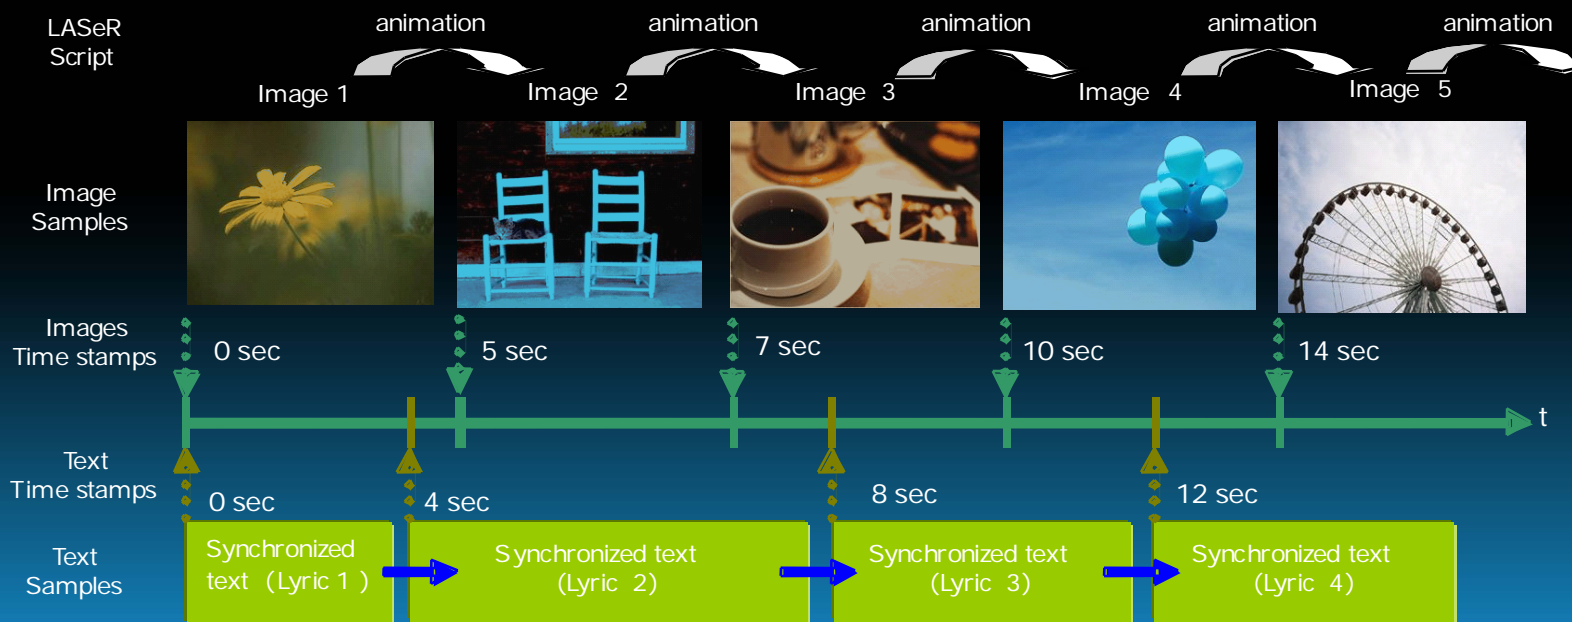 LASeR
Script
animation
animation
animation
animation
animation
Image 1
Image 2
Image 3
Image 4
Image 5
Image
Samples
Images
Time stamps
0 sec
5 sec
7 sec
10 sec
14 sec
t
Text
Time stamps
0 sec
4 sec
8 sec
12 sec
Text
Samples
Synchronized
text (Lyric 1 )
Synchronized text
(Lyric 2)
Synchronized text
(Lyric 3)
Synchronized text
(Lyric 4)